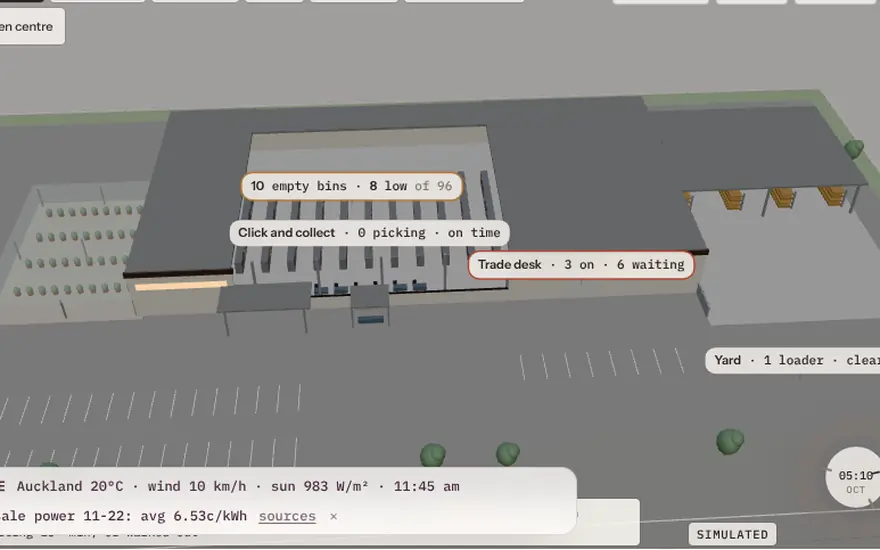 en centre
10 empty bins · 8 low of 96
Click and collect · 0 picking · on time
Trade desk · 3 on · 6 waiting
Yard · 1 loader · clear
05:10
OCT
E Auckland 20°C · wind 10 km/h · sun 983 W/m² · 11:45 am
ale power 11-22: avg 6.53c/kWh sources ×
SIMULATED